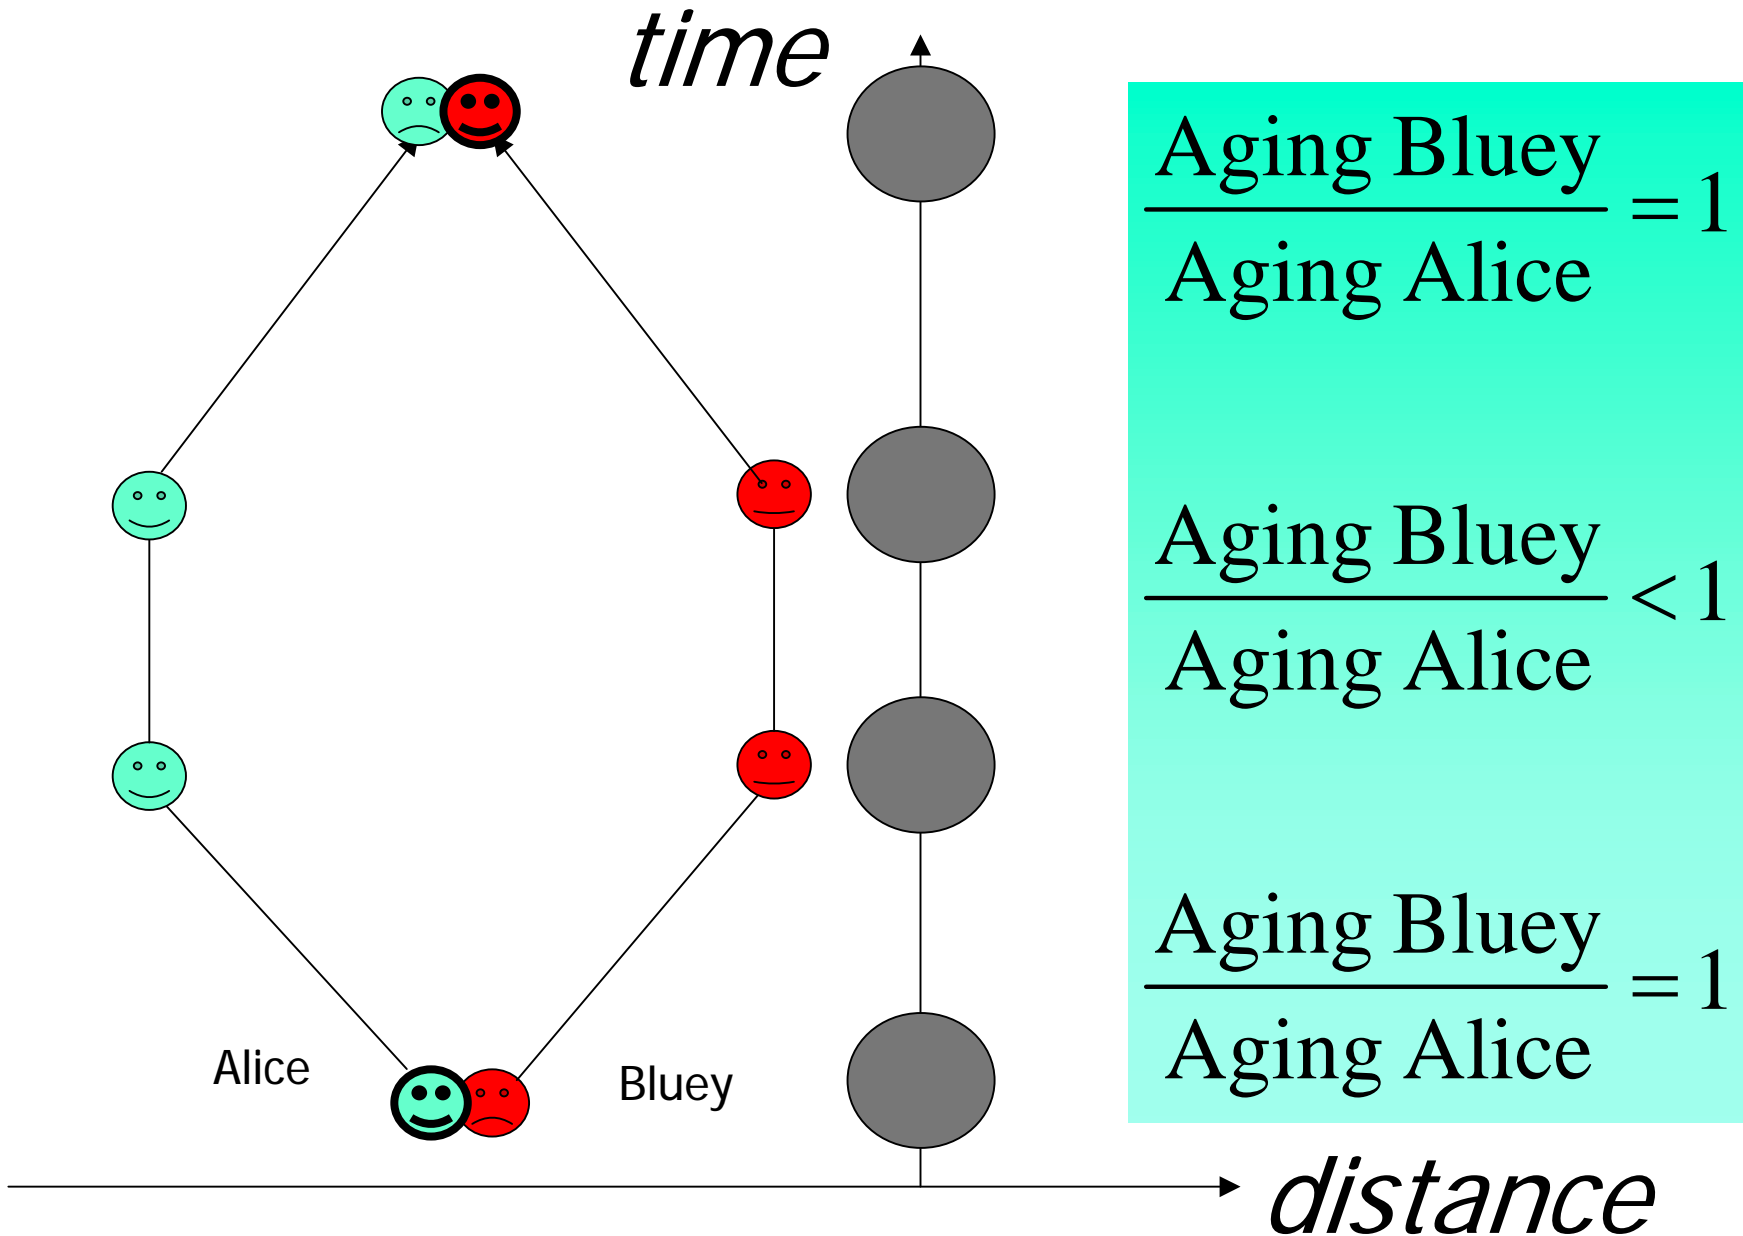 time
Aging Bluey
= 1
Aging Alice
Aging Bluey
< 1
Aging Alice
Aging Bluey
= 1
Aging Alice
Alice
Bluey
distance